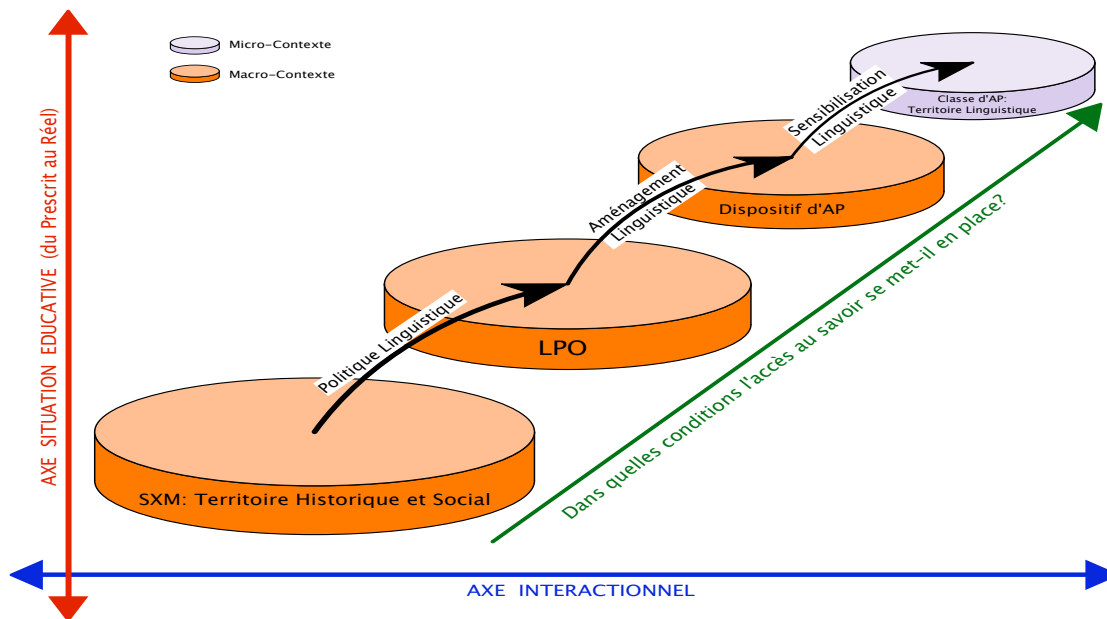 Micro-Contexte
Macro-Contexte
Classe d'AP:
Territoire Linguistique
Sensibilisation
Linguistique
Dispositif d'AP
Aménagement
Linguistique
LPO
Politique Linguistique
SXM: Territoire Historique et Social
Dans quelles conditions l'accès au savoir se met-il en place?
AXE SITUATION EDUCATIVE (du Prescrit au Réel)
AXE INTERACTIONNEL